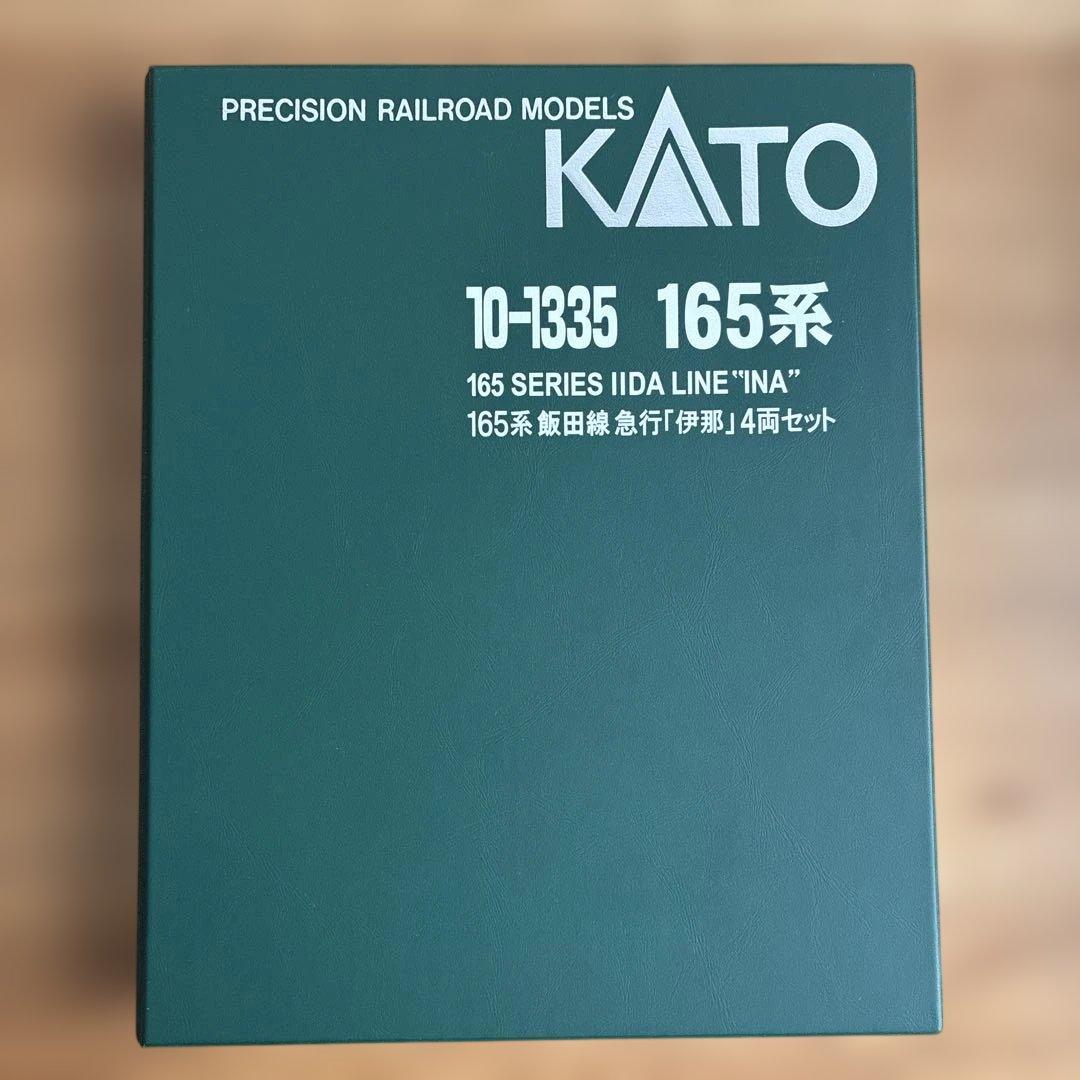 PRECISION RAILROAD MODELS
KATO
10-1335 165系
165 SERIES IIDA LINE “INA”
165系 飯田線 急行「伊那」4両セット